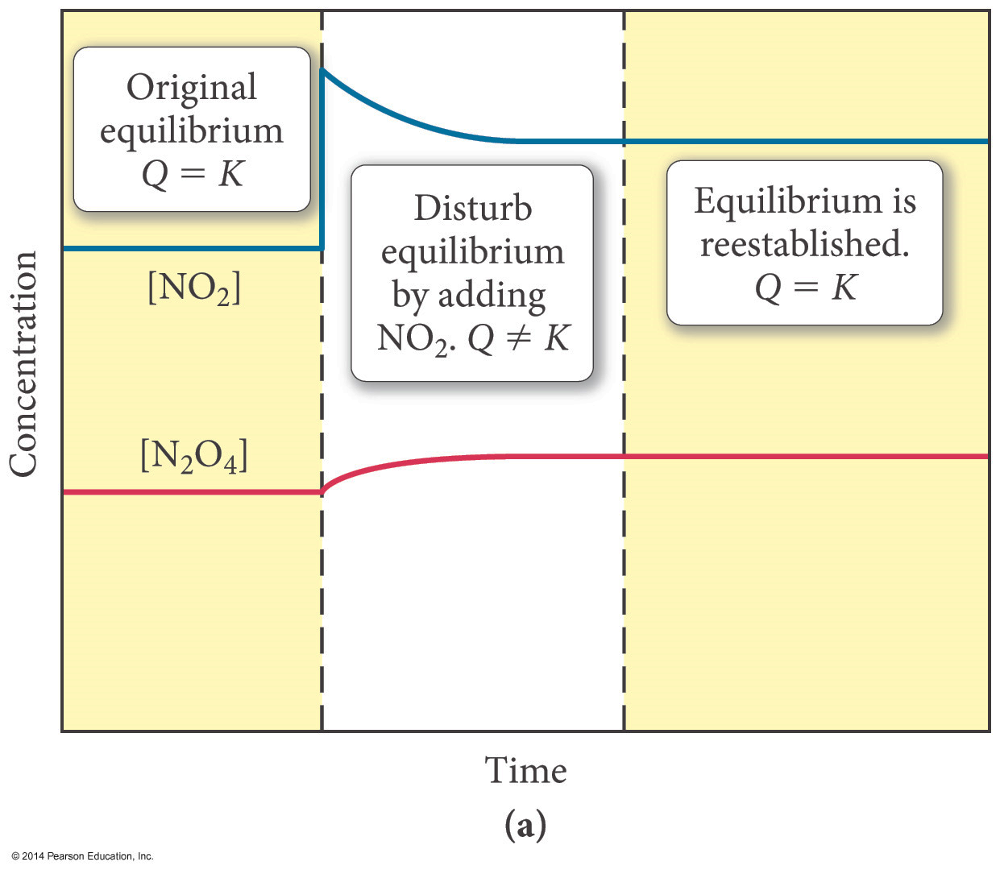 Original
equilibrium
Q = K
[NO₂]
[N₂O₄]
Disturb
equilibrium
by adding
NO₂. Q ≠ K
Equilibrium is
reestablished.
Q = K
Concentration
Time
(a)
© 2014 Pearson Education, Inc.